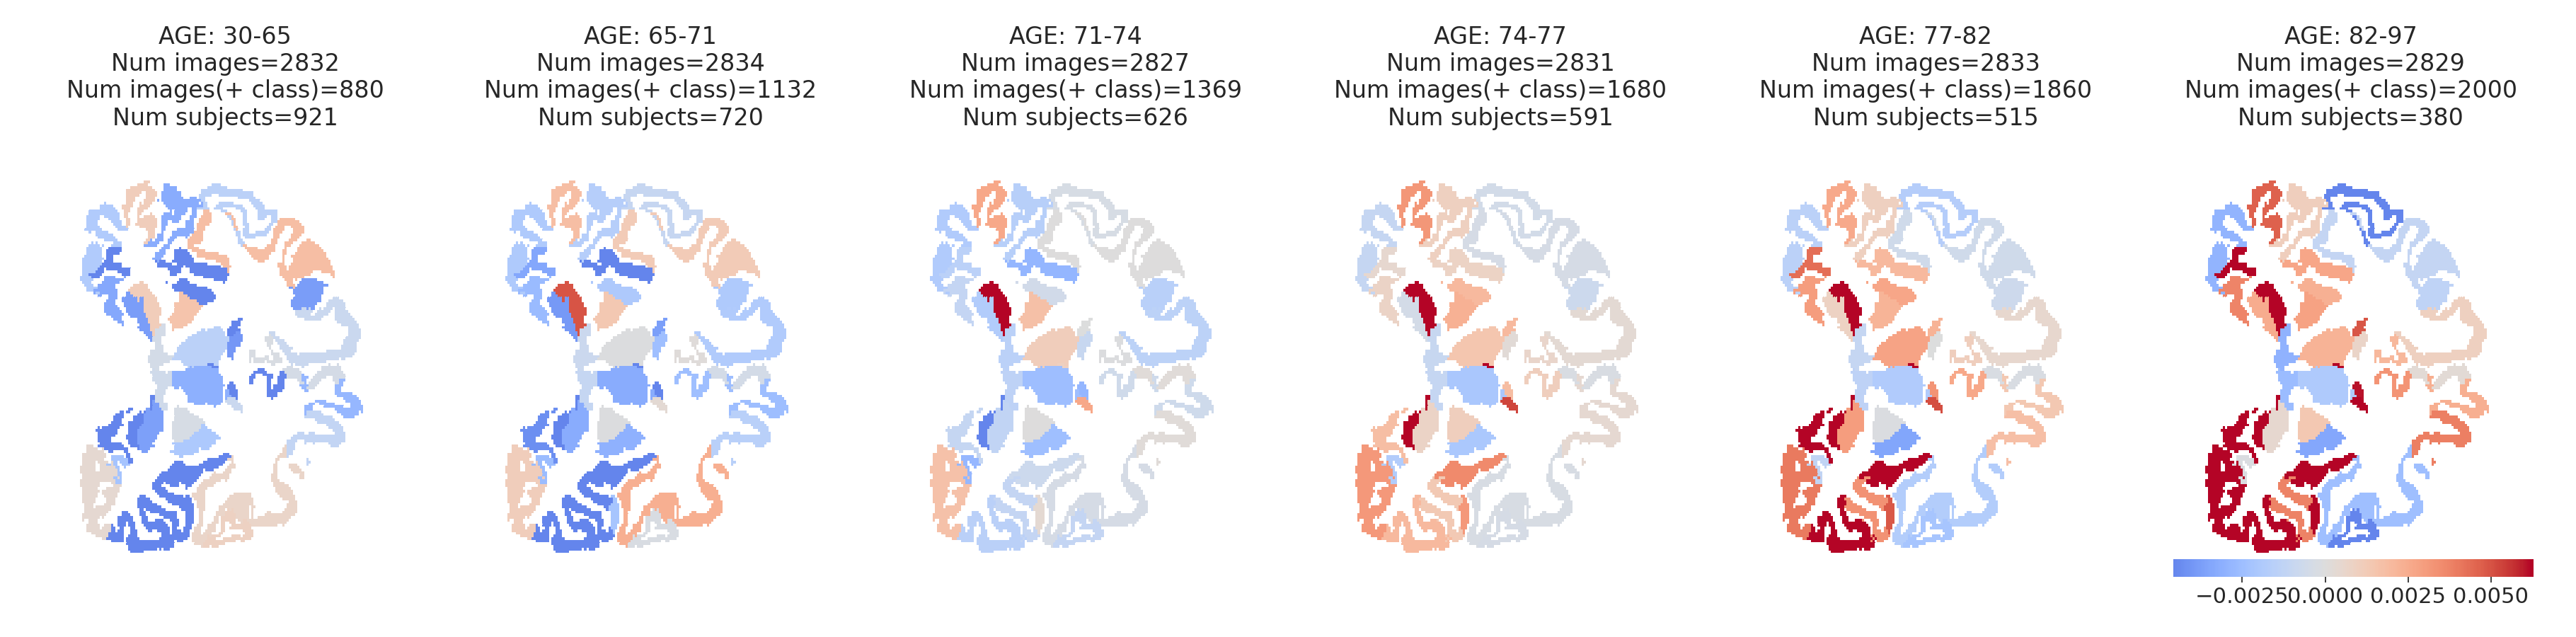 AGE: 30-65
Num images=2832
Num images(+ class)=880
Num subjects=921
AGE: 65-71
Num images=2834
Num images(+ class)=1132
Num subjects=720
AGE: 71-74
Num images=2827
Num images(+ class)=1369
Num subjects=626
AGE: 74-77
Num images=2831
Num images(+ class)=1680
Num subjects=591
AGE: 77-82
Num images=2833
Num images(+ class)=1860
Num subjects=515
AGE: 82-97
Num images=2829
Num images(+ class)=2000
Num subjects=380
−0.0025 0.0000 0.0025 0.0050